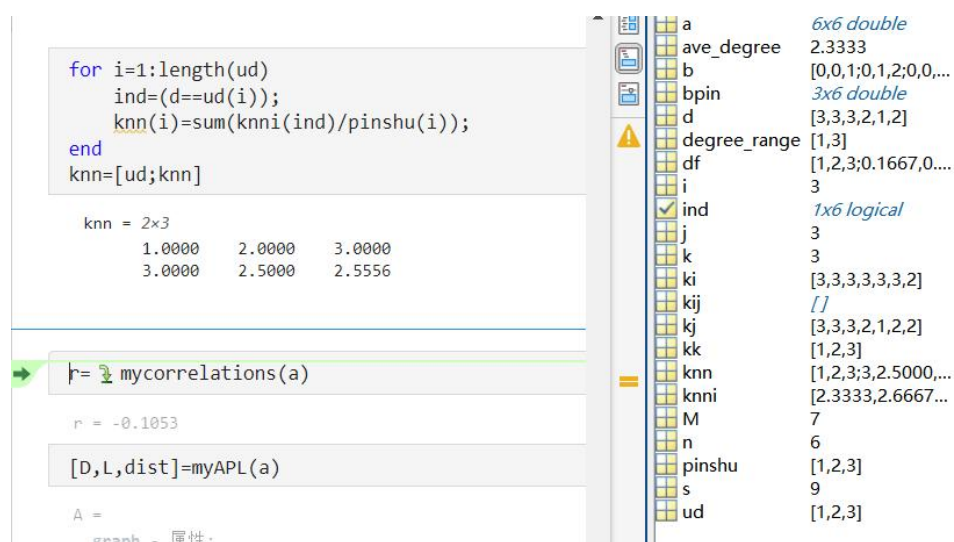 for i=1:length(ud)
ind=(d==ud(i));
knn(i)=sum(knni(ind)/pinshu(i));
end
knn=[ud;knn]
knn = 2×3
1.0000 2.0000 3.0000
3.0000 2.5000 2.5556
r= mycorrelations(a)
r = -0.1053
[D,L,dist]=myAPL(a)
A =
graph - 属性:
a 6x6 double
ave_degree 2.3333
b [0,0,1;0,1,2;0,0,...
bpin 3x6 double
d [3,3,3,2,1,2]
degree_range [1,3]
df [1,2,3;0.1667,0....
i 3
ind 1x6 logical
j 3
k 3
ki [3,3,3,3,3,3,2]
kij []
kj [3,3,3,2,1,2,2]
kk [1,2,3]
knn [1,2,3;3,2.5000,...
knni [2.3333,2.6667...
M 7
n 6
pinshu [1,2,3]
s 9
ud [1,2,3]